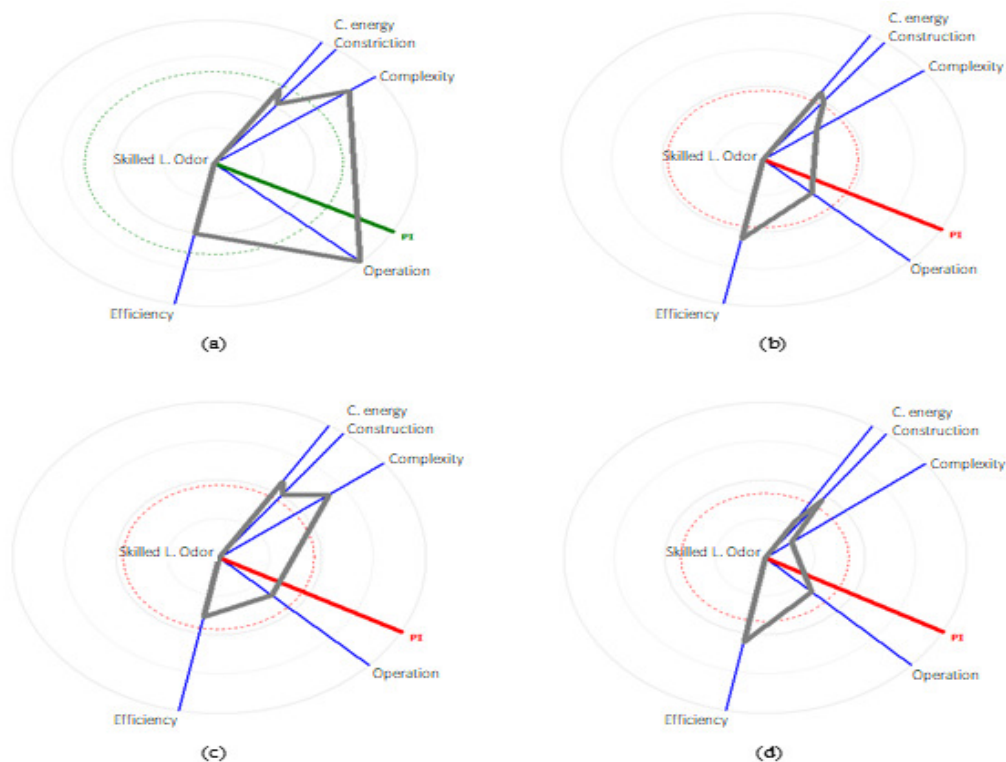 C. energy
Constriction
Complexity
Skilled L. Odor
PI
Operation
Efficiency
(a)
C. energy
Construction
Complexity
Skilled L. Odor
PI
Operation
Efficiency
(b)
C. energy
Construction
Complexity
Skilled L. Odor
PI
Operation
Efficiency
(c)
C. energy
Construction
Complexity
Skilled L. Odor
PI
Operation
Efficiency
(d)